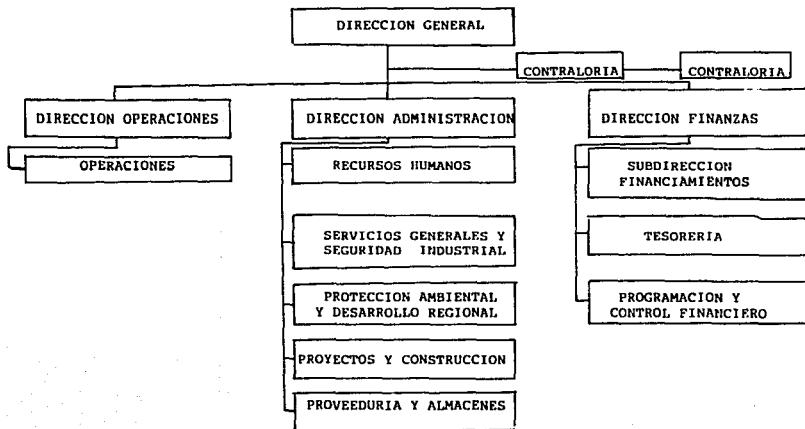 DIRECCION GENERAL
CONTRALORIA
CONTRALORIA
DIRECCION OPERACIONES
DIRECCION ADMINISTRACION
DIRECCION FINANZAS
OPERACIONES
RECURSOS HUMANOS
SUBDIRECCION
FINANCIAMIENTOS
SERVICIOS GENERALES Y
SEGURIDAD INDUSTRIAL
TESORERIA
PROTECCION AMBIENTAL
Y DESARROLLO REGIONAL
PROGRAMACION Y
CONTROL FINANCIERO
PROYECTOS Y CONSTRUCCION
PROVEEDURIA Y ALMACENES